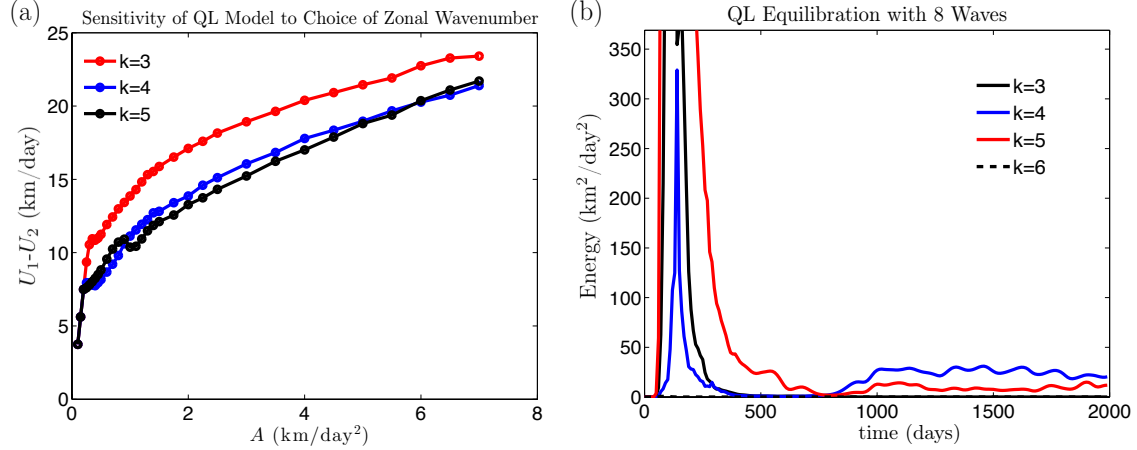 (a)
Sensitivity of QL Model to Choice of Zonal Wavenumber
25
20
15
10
5
0
U₁-U₂ (km/day)
k=3
k=4
k=5
0 2 4 6 8
A (km/day²)
(b)
QL Equilibration with 8 Waves
350
300
250
200
150
100
50
0
Energy (km²/day²)
k=3
k=4
k=5
k=6
0 500 1000 1500 2000
time (days)